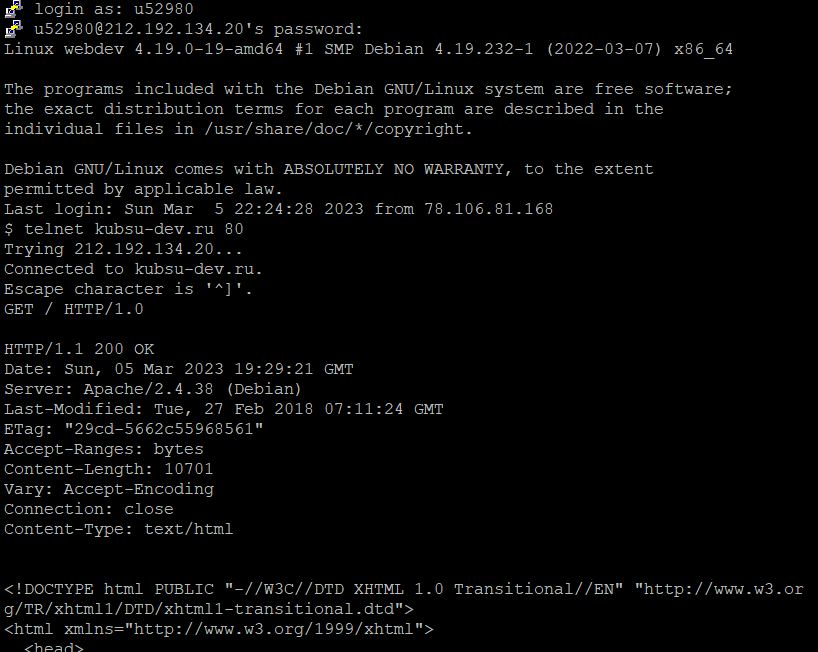 login as: u52980
u52980@212.192.134.20's password:
Linux webdev 4.19.0-19-amd64 #1 SMP Debian 4.19.232-1 (2022-03-07) x86_64
The programs included with the Debian GNU/Linux system are free software;
the exact distribution terms for each program are described in the
individual files in /usr/share/doc/*/copyright.
Debian GNU/Linux comes with ABSOLUTELY NO WARRANTY, to the extent
permitted by applicable law.
Last login: Sun Mar  5 22:24:28 2023 from 78.106.81.168
$ telnet kubsu-dev.ru 80
Trying 212.192.134.20...
Connected to kubsu-dev.ru.
Escape character is '^]'.
GET / HTTP/1.0
HTTP/1.1 200 OK
Date: Sun, 05 Mar 2023 19:29:21 GMT
Server: Apache/2.4.38 (Debian)
Last-Modified: Tue, 27 Feb 2018 07:11:24 GMT
ETag: "29cd-5662c55968561"
Accept-Ranges: bytes
Content-Length: 10701
Vary: Accept-Encoding
Connection: close
Content-Type: text/html
<!DOCTYPE html PUBLIC "-//W3C//DTD XHTML 1.0 Transitional//EN" "http://www.w3.or
g/TR/xhtml1/DTD/xhtml1-transitional.dtd">
<html xmlns="http://www.w3.org/1999/xhtml">
  <head>